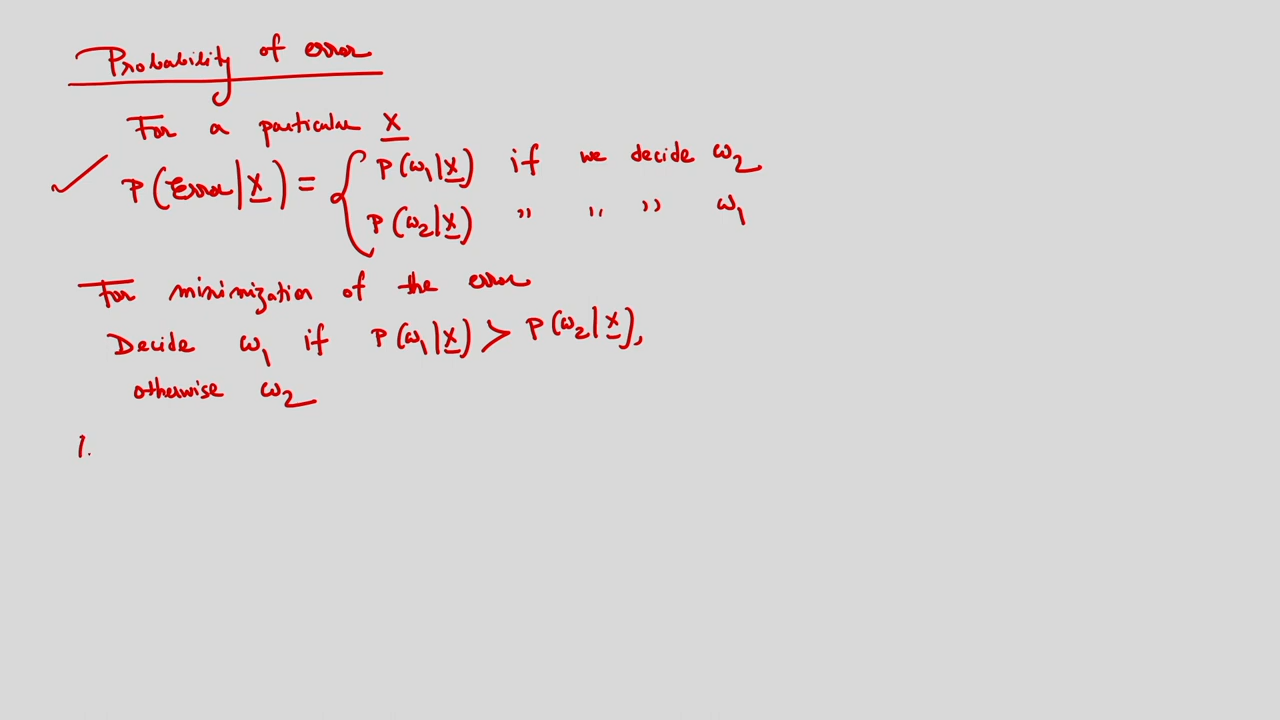 Probability of error
For a particular x
P(Error|x) = { P(ω₁|x) if we decide ω₂
P(ω₂|x) " " " ω₁
For minimization of the error
Decide ω₁ if P(ω₁|x) > P(ω₂|x),
otherwise ω₂